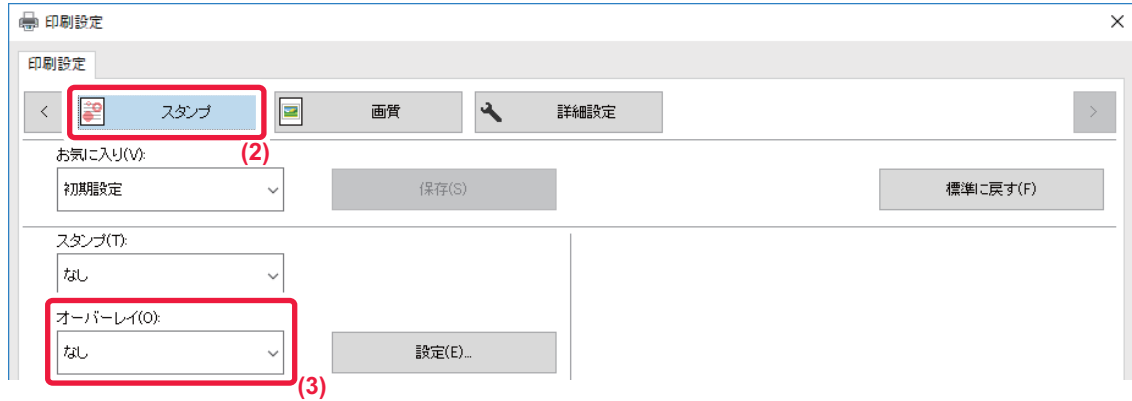 印刷設定
印刷設定
スタンプ 画質 詳細設定
(2)
お気に入り(V):
初期設定 保存(S) 標準に戻す(F)
スタンプ(T):
なし
オーバーレイ(O):
なし 設定(E)...
(3)